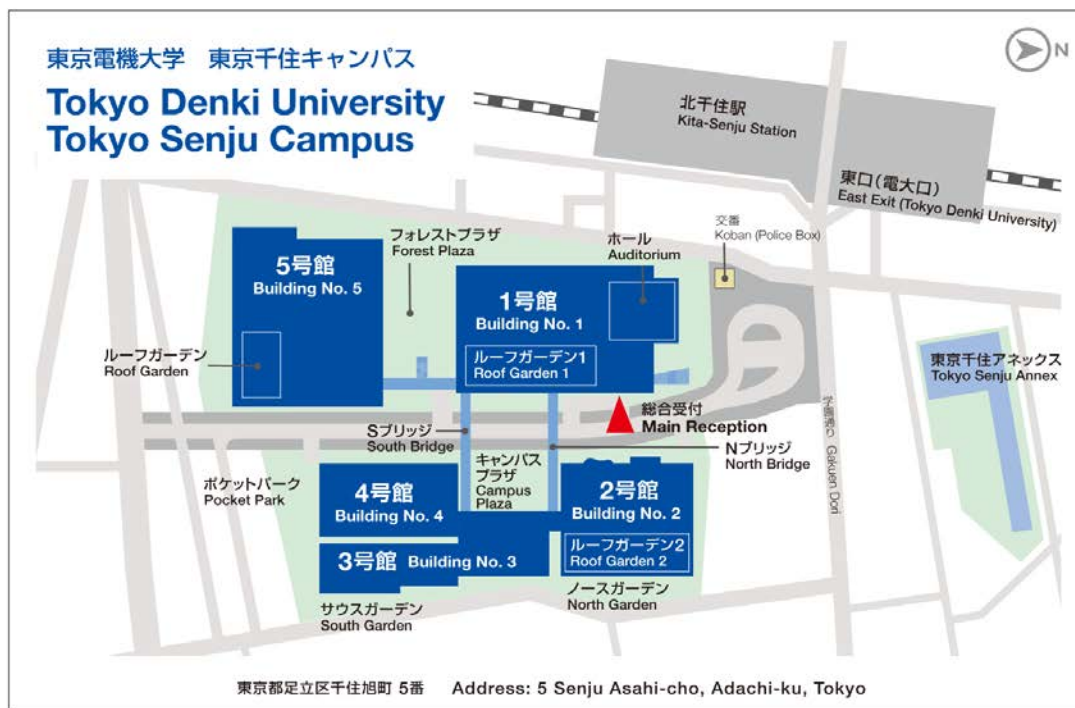 東京電機大学 東京千住キャンパス
Tokyo Denki University
Tokyo Senju Campus
N
北千住駅
Kita-Senju Station
東口(電大口)
East Exit (Tokyo Denki University)
交番
Koban (Police Box)
フォレストプラザ
Forest Plaza
ホール
Auditorium
5号館
Building No. 5
1号館
Building No. 1
ルーフガーデン
Roof Garden
ルーフガーデン1
Roof Garden 1
東京千住アネックス
Tokyo Senju Annex
総合受付
Main Reception
学園通り Gakuen Dori
Sブリッジ
South Bridge
Nブリッジ
North Bridge
キャンパス
プラザ
Campus
Plaza
ポケットパーク
Pocket Park
4号館
Building No. 4
2号館
Building No. 2
ルーフガーデン2
Roof Garden 2
3号館 Building No. 3
サウスガーデン
South Garden
ノースガーデン
North Garden
東京都足立区千住旭町 5番 Address: 5 Senju Asahi-cho, Adachi-ku, Tokyo